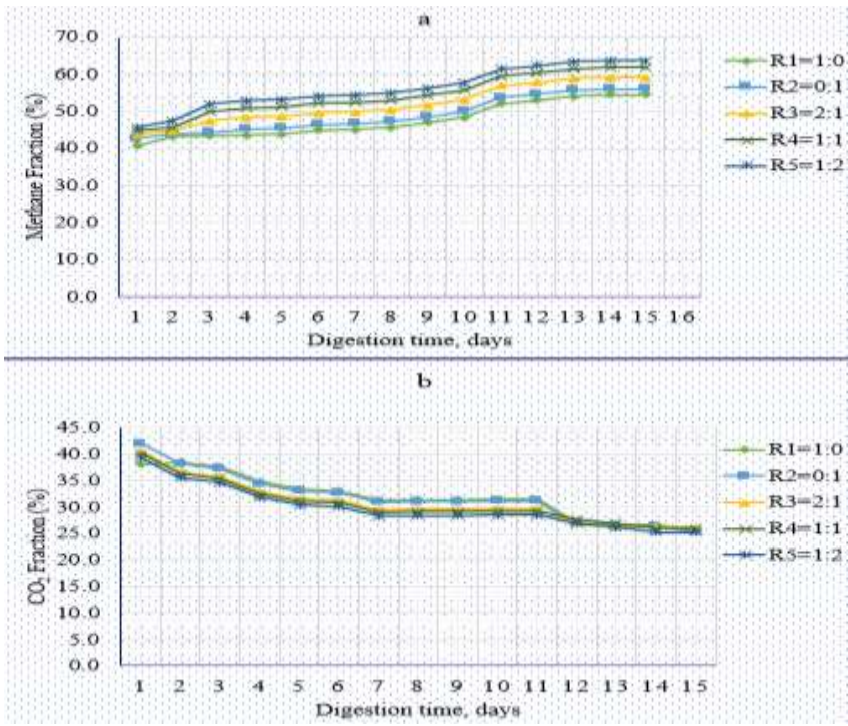 a
70.0
60.0
50.0
40.0
30.0
20.0
10.0
0.0
Methane Fraction (%)
1 2 3 4 5 6 7 8 9 10 11 12 13 14 15 16
Digestion time, days
R1=1:0
R2=0:1
R3=2:1
R4=1:1
R5=1:2
b
45.0
40.0
35.0
30.0
25.0
20.0
15.0
10.0
5.0
0.0
CO₂ Fraction (%)
1 2 3 4 5 6 7 8 9 10 11 12 13 14 15
Digestion time, days
R1=1:0
R2=0:1
R3=2:1
R4=1:1
R5=1:2